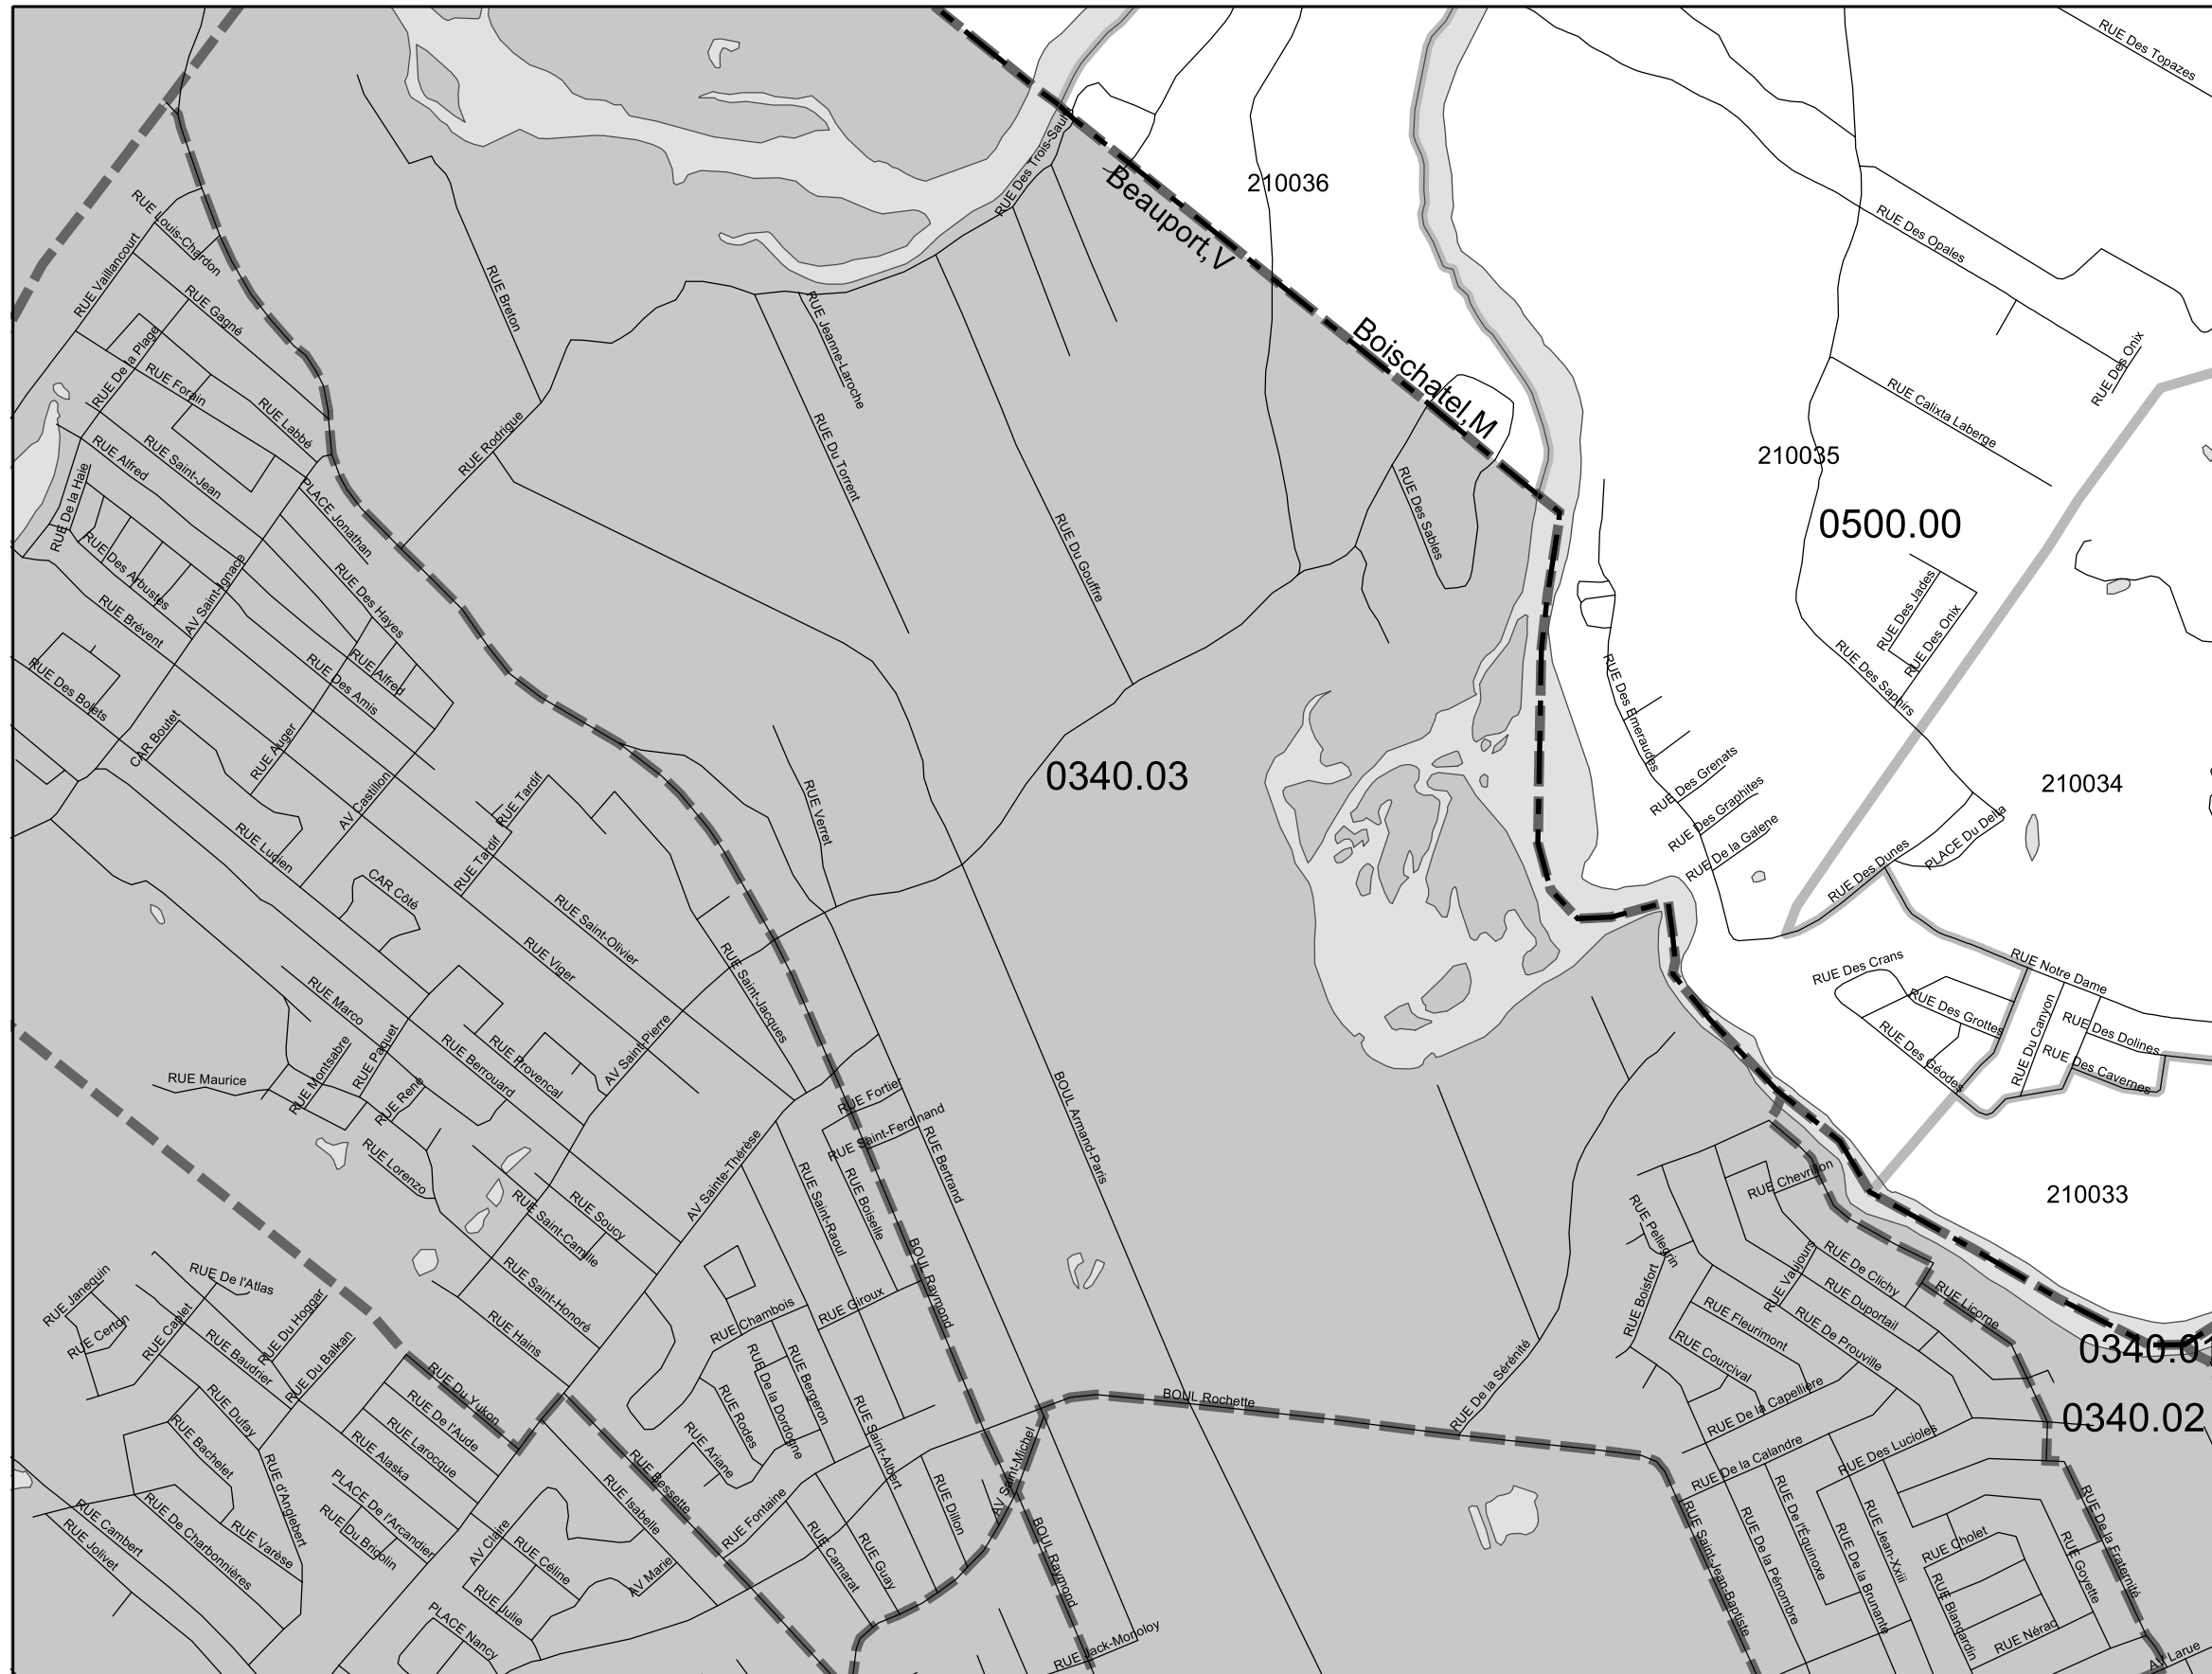 RUE Des Topazes
RUE Des Trois-Saults
210036
Beauport,V
RUE Louis-Chardon
RUE Vaillancourt
RUE Des Opales
RUE Gagné
RUE Breton
RUE Jeanne-Laroche
Boischatel,M
RUE De la Plage
RUE Des Onix
RUE Forain
RUE Labbé
RUE Calixta Laberge
RUE Rodrigue
RUE Du Torrent
210035
RUE Alfred
RUE Saint-Jean
RUE De la Haie
PLACE Jonathan
RUE Des Sables
0500.00
RUE Du Gouffre
RUE Des Arbustes
AV Saint-Ignace
RUE Des Hayes
RUE Brévent
RUE Des Jades
RUE Des Onix
RUE Des Bolets
RUE Des Amis
RUE Alfred
RUE Des Saphirs
RUE Des Emeraudes
CAR Boutet
RUE Auger
0340.03
210034
AV Castillon
RUE Tardif
RUE Verret
RUE Des Grenats
RUE Des Graphites
RUE De la Galene
RUE Lucien
RUE Tardif
CAR Côté
RUE Des Dunes
PLACE Du Delta
RUE Saint-Olivier
RUE Viger
RUE Saint-Jacques
RUE Des Crans
RUE Notre Dame
RUE Marco
RUE Des Grottes
RUE Du Canyon
RUE Des Dolines
RUE Montsabre
RUE Paquet
RUE Berrouard
RUE Provencal
AV Saint-Pierre
RUE Des Géodes
RUE Des Cavernes
RUE Maurice
RUE René
RUE Fortier
BOUL Armand-Paris
RUE Saint-Ferdinand
RUE Lorenzo
AV Sainte-Thérèse
RUE Saint-Raoul
RUE Boiselle
RUE Bertrand
RUE Chevrillon
210033
RUE Saint-Camille
RUE Soucy
RUE Pellegrin
RUE De l'Atlas
RUE Saint-Honoré
BOUL Raymond
RUE De Clichy
RUE Vaujours
RUE Janequin
RUE Certon
RUE Caplet
RUE Du Hoggar
RUE Boisfort
RUE Duportail
RUE Licorne
RUE Hains
RUE Chambois
RUE Giroux
RUE Baudrier
RUE Du Balkan
RUE Fleurimont
RUE De Prouville
0340.01
RUE Courcival
RUE Du Yukon
RUE De la Dordogne
RUE Bergeron
BOUL Rochette
RUE De la Sérénité
RUE De la Capellière
0340.02
RUE Dufay
RUE De l'Aude
RUE Rodes
RUE Saint-Albert
RUE Bachelet
RUE Larocque
RUE Alaska
RUE Ariane
AV Saint-Michel
RUE De la Calandre
RUE Des Lucioles
RUE d'Anglebert
PLACE De l'Arcandier
RUE Bessette
RUE Isabelle
RUE Dillon
RUE Cambert
RUE De Charbonnières
RUE Varèse
RUE Du Brigolin
RUE Fontaine
RUE De l'Équinoxe
RUE De la Fraternité
RUE Jolivet
AV Claire
RUE Céline
RUE Camarat
RUE Guay
BOUL Raymond
RUE Saint-Jean-Baptiste
RUE De la Pénombre
RUE De la Brunante
RUE Jean-Xxiii
RUE Cholet
RUE Goyette
RUE Julie
AV Marie
RUE Blancardin
PLACE Nancy
RUE Jack-Monoloy
RUE Nérac
AV Larue